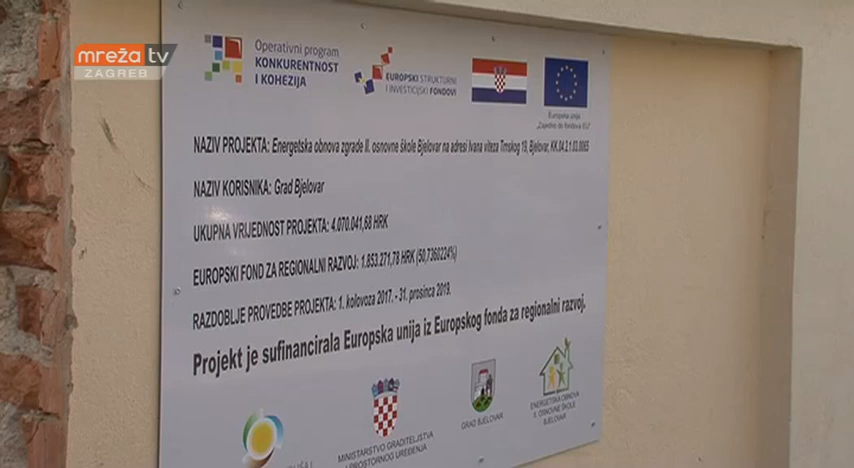 mreža tv
ZAGREB
Operativni program
KONKURENTNOST
I KOHEZIJA
EUROPSKI STRUKTURNI
I INVESTICIJSKI FONDOVI
Europska unija
„Zajedno do fondova EU“
NAZIV PROJEKTA: Energetska obnova zgrade II. osnovne škole Bjelovar na adresi Ivana viteza Trnskog 19, Bjelovar, KK.04.2.1.03.0065
NAZIV KORISNIKA: Grad Bjelovar
UKUPNA VRIJEDNOST PROJEKTA: 4.070.041,68 HRK
EUROPSKI FOND ZA REGIONALNI RAZVOJ: 1.853.271,78 HRK (50,7360224%)
RAZDOBLJE PROVEDBE PROJEKTA: 1. kolovoza 2017. - 31. prosinca 2019.
Projekt je sufinancirala Europska unija iz Europskog fonda za regionalni razvoj.
MINISTARSTVO GRADITELJSTVA
I PROSTORNOG UREĐENJA
GRAD BJELOVAR
ENERGETSKA OBNOVA
II. OSNOVNE ŠKOLE
BJELOVAR